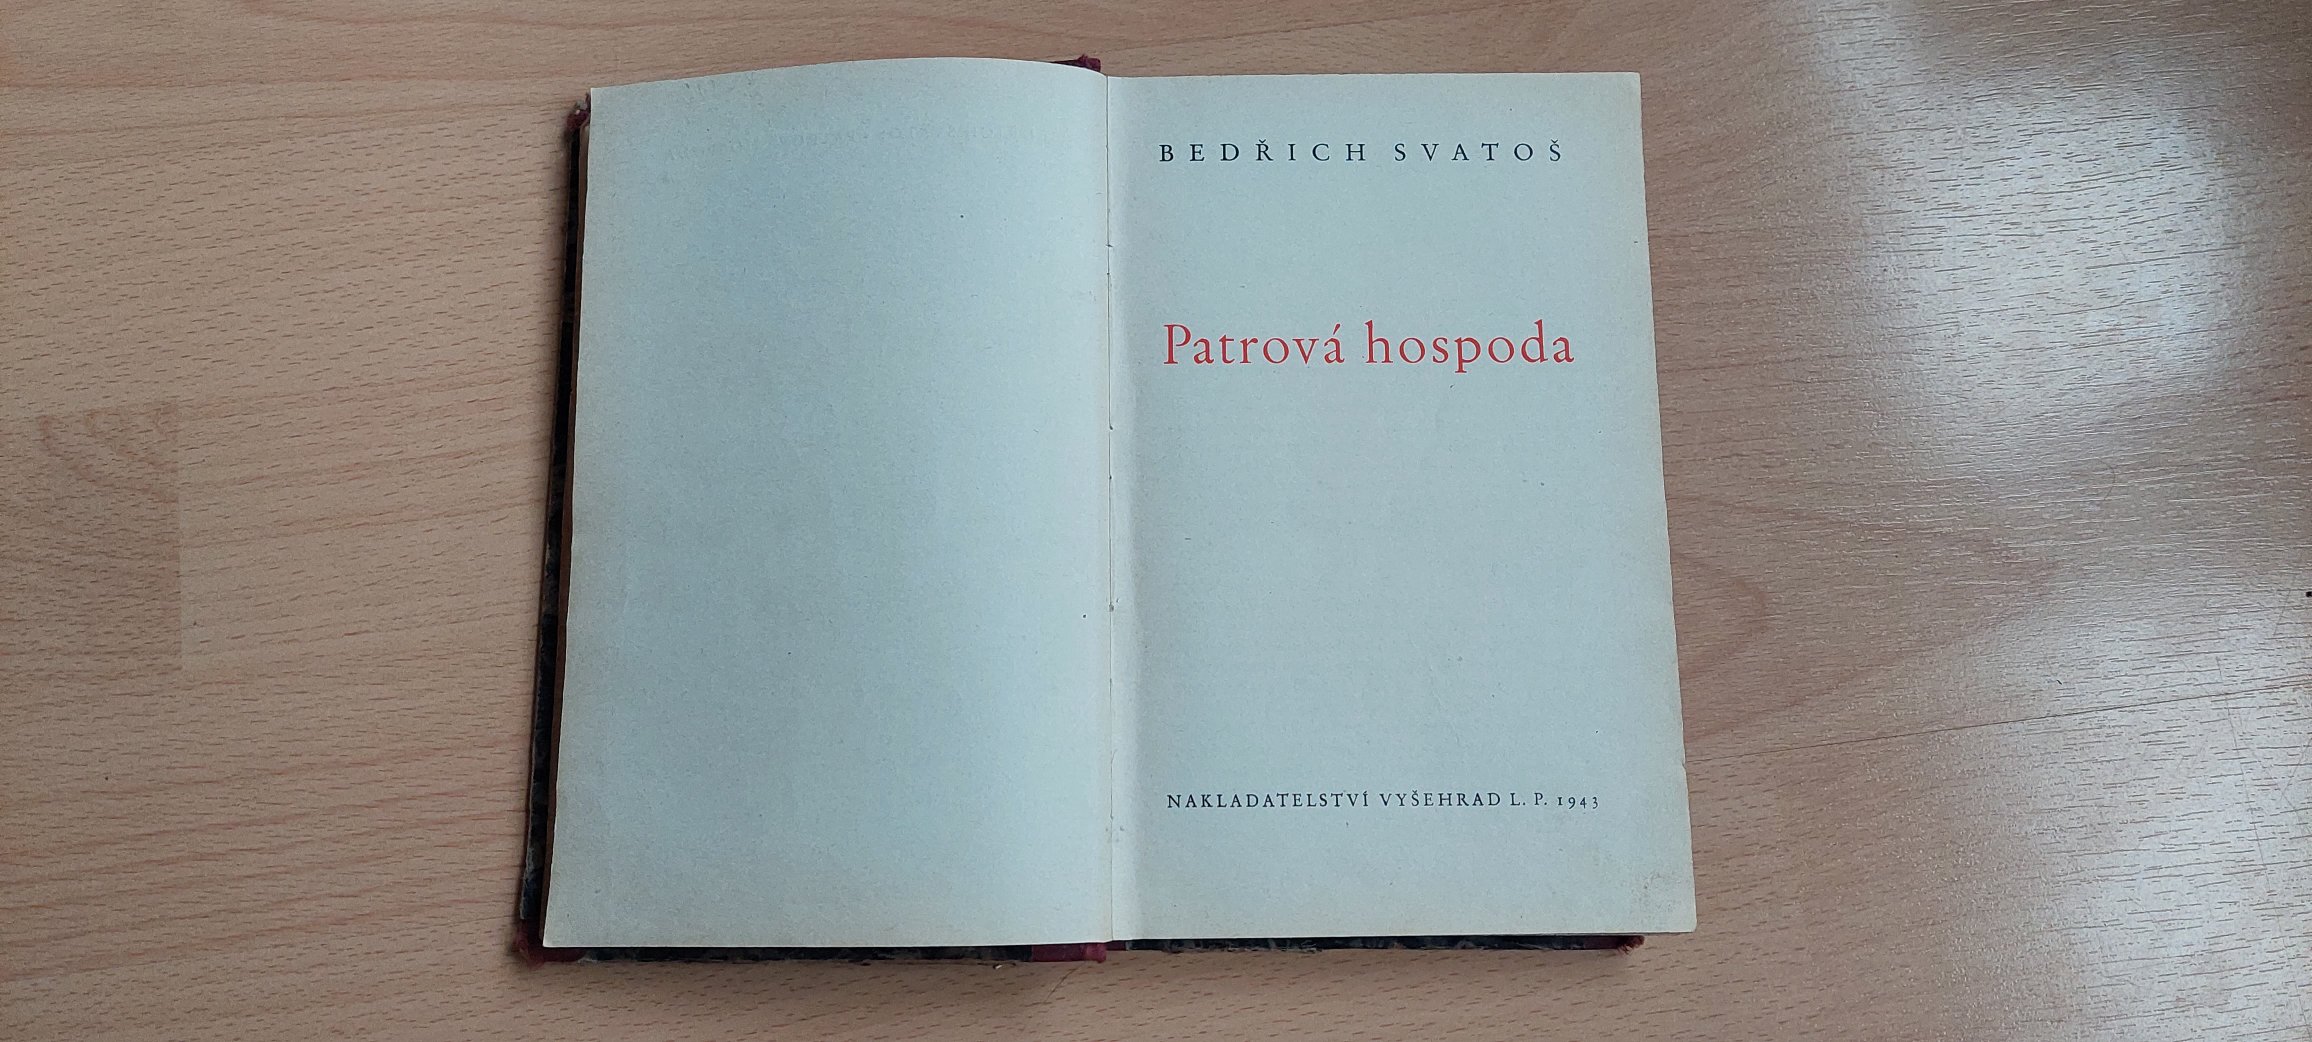 BEDŘICH SVATOŠ
Patrová hospoda
NAKLADATELSTVÍ VYŠEHRAD L. P. 1943